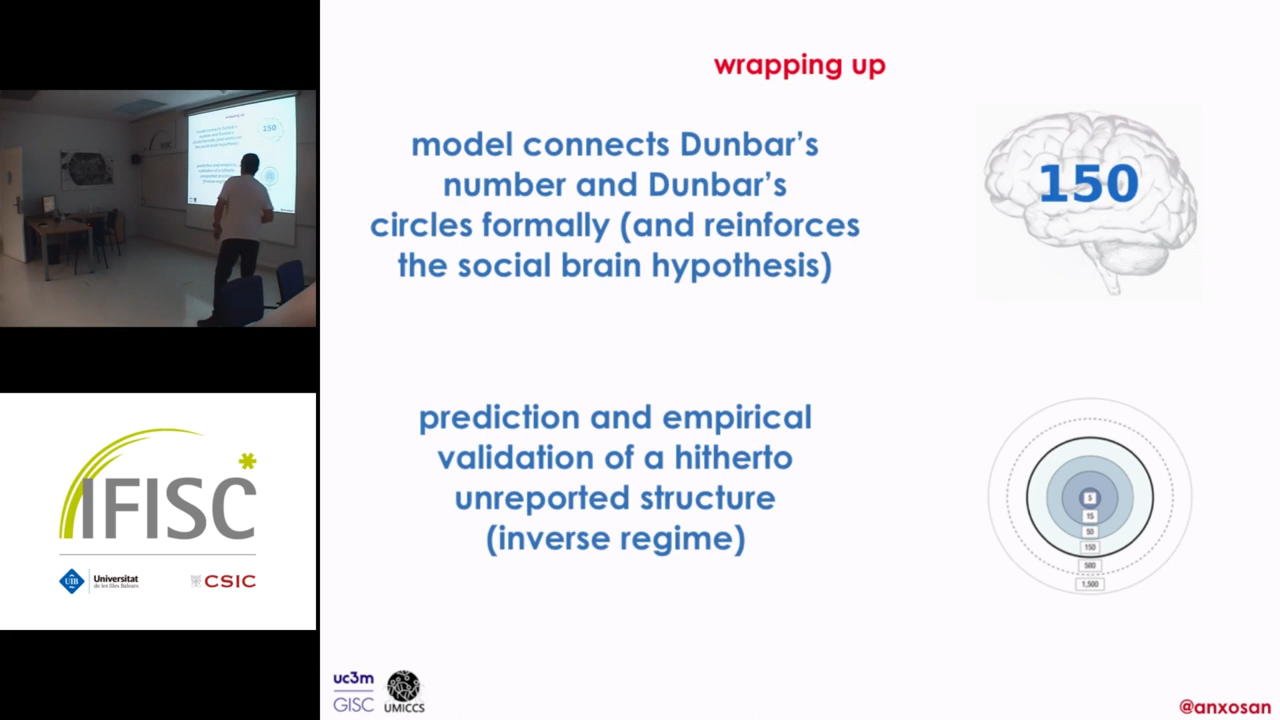 wrapping up
model connects Dunbar's
number and Dunbar's
circles formally (and reinforces
the social brain hypothesis)
150
prediction and empirical
validation of a hitherto
unreported structure
(inverse regime)
5
15
50
150
500
1,500
IFISC
UIB
Universitat
de les Illes Balears
CSIC
uc3m
GISC
UMICCS
@anxosan